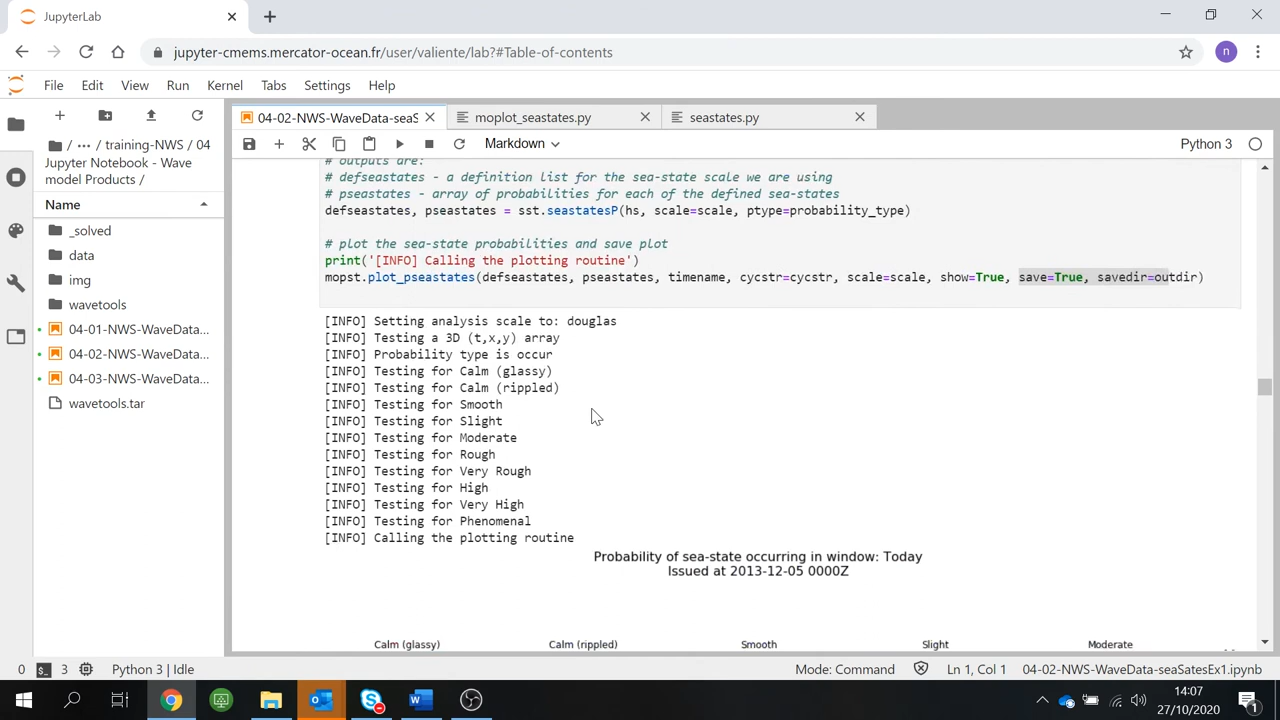 JupyterLab
jupyter-cmems.mercator-ocean.fr/user/valiente/lab?#Table-of-contents
n
File Edit View Run Kernel Tabs Settings Help
04-02-NWS-WaveData-seaS
moplot_seastates.py
seastates.py
/ ··· / training-NWS / 04
Jupyter Notebook - Wave
model Products /
Markdown
Python 3
Name
_solved
data
img
wavetools
04-01-NWS-WaveData...
04-02-NWS-WaveData...
04-03-NWS-WaveData...
wavetools.tar
# outputs are:
# defseastates - a definition list for the sea-state scale we are using
# pseastates - array of probabilities for each of the defined sea-states
defseastates, pseastates = sst.seastatesP(hs, scale=scale, ptype=probability_type)
# plot the sea-state probabilities and save plot
print('[INFO] Calling the plotting routine')
mopst.plot_pseastates(defseastates, pseastates, timename, cycstr=cycstr, scale=scale, show=True, save=True, savedir=outdir)
[INFO] Setting analysis scale to: douglas
[INFO] Testing a 3D (t,x,y) array
[INFO] Probability type is occur
[INFO] Testing for Calm (glassy)
[INFO] Testing for Calm (rippled)
[INFO] Testing for Smooth
[INFO] Testing for Slight
[INFO] Testing for Moderate
[INFO] Testing for Rough
[INFO] Testing for Very Rough
[INFO] Testing for High
[INFO] Testing for Very High
[INFO] Testing for Phenomenal
[INFO] Calling the plotting routine
Probability of sea-state occurring in window: Today
Issued at 2013-12-05 0000Z
Calm (glassy) Calm (rippled) Smooth Slight Moderate
0 3 Python 3 | Idle
Mode: Command
Ln 1, Col 1
04-02-NWS-WaveData-seaSatesEx1.ipynb
14:07
27/10/2020
1